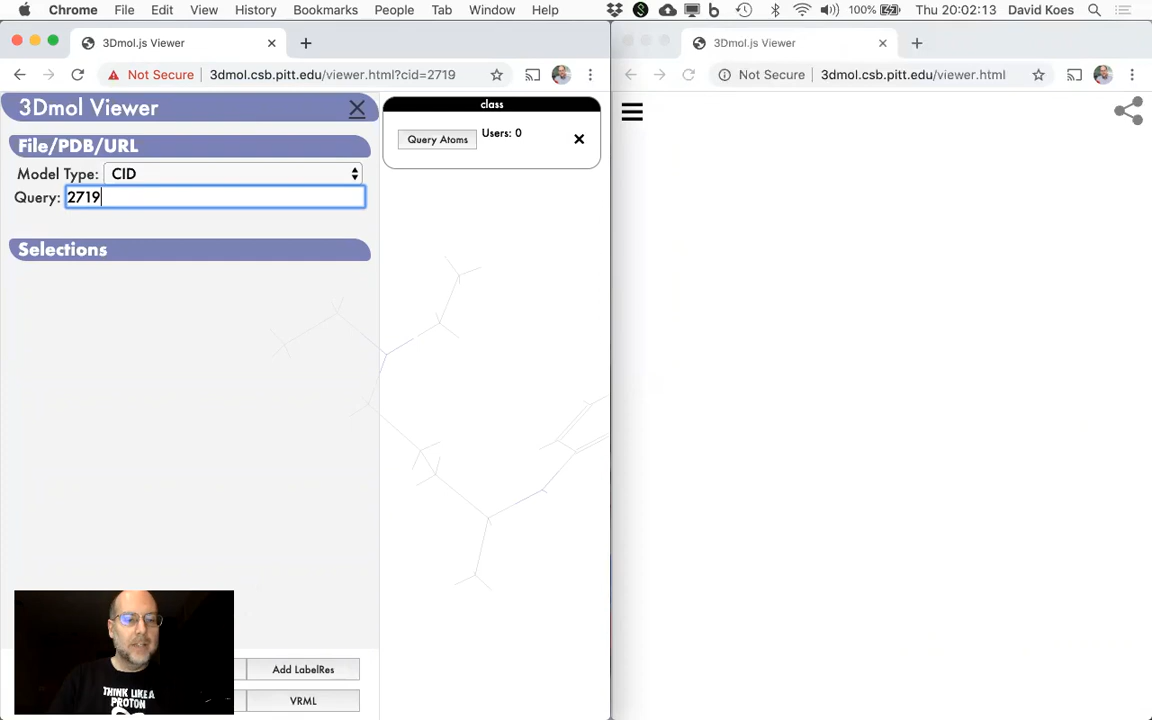 Chrome File Edit View History Bookmarks People Tab Window Help 100% Thu 20:02:13 David Koes
3Dmol.js Viewer
Not Secure 3dmol.csb.pitt.edu/viewer.html?cid=2719
3Dmol Viewer
File/PDB/URL
Model Type: CID
Query: 2719
Selections
class
Query Atoms Users: 0
Add LabelRes
VRML
THINK LIKE A
PROTON
3Dmol.js Viewer
Not Secure 3dmol.csb.pitt.edu/viewer.html